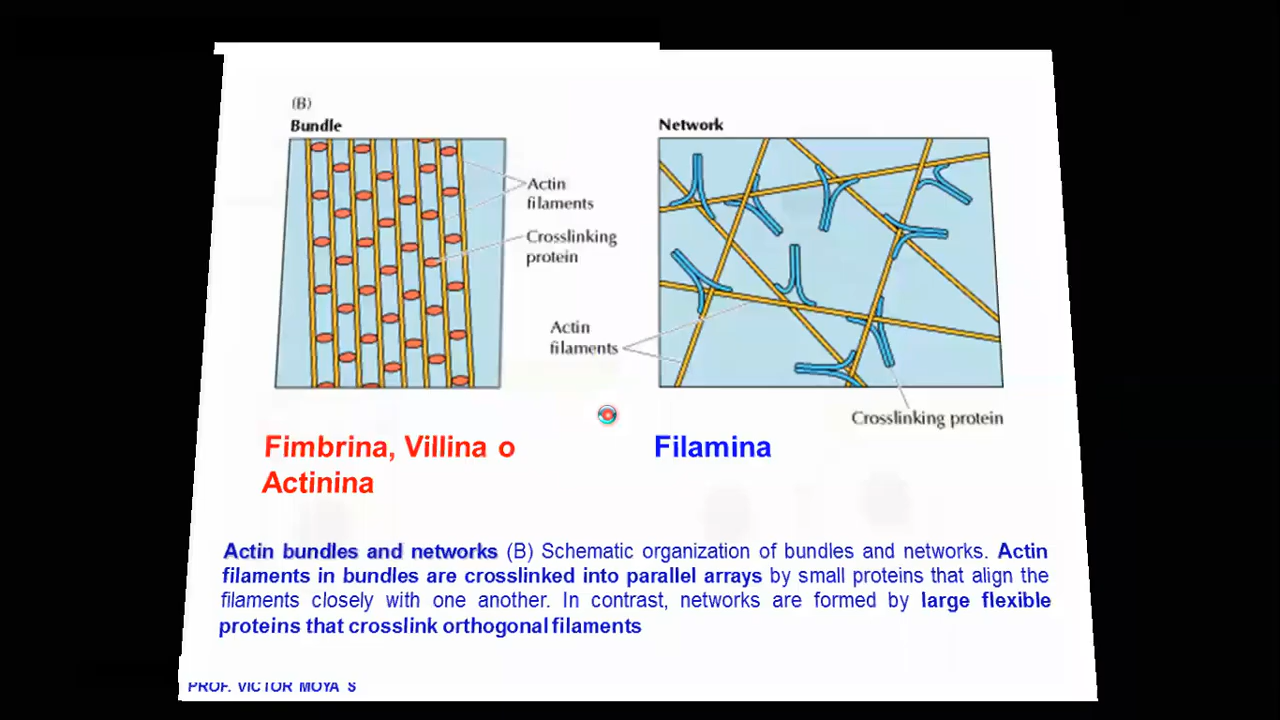 (B)
Bundle
Network
Actin
filaments
Crosslinking
protein
Actin
filaments
Crosslinking protein
Fimbrina, Villina o
Actinina
Filamina
Actin bundles and networks (B) Schematic organization of bundles and networks. Actin
filaments in bundles are crosslinked into parallel arrays by small proteins that align the
filaments closely with one another. In contrast, networks are formed by large flexible
proteins that crosslink orthogonal filaments
PROF. VICTOR MOYA S